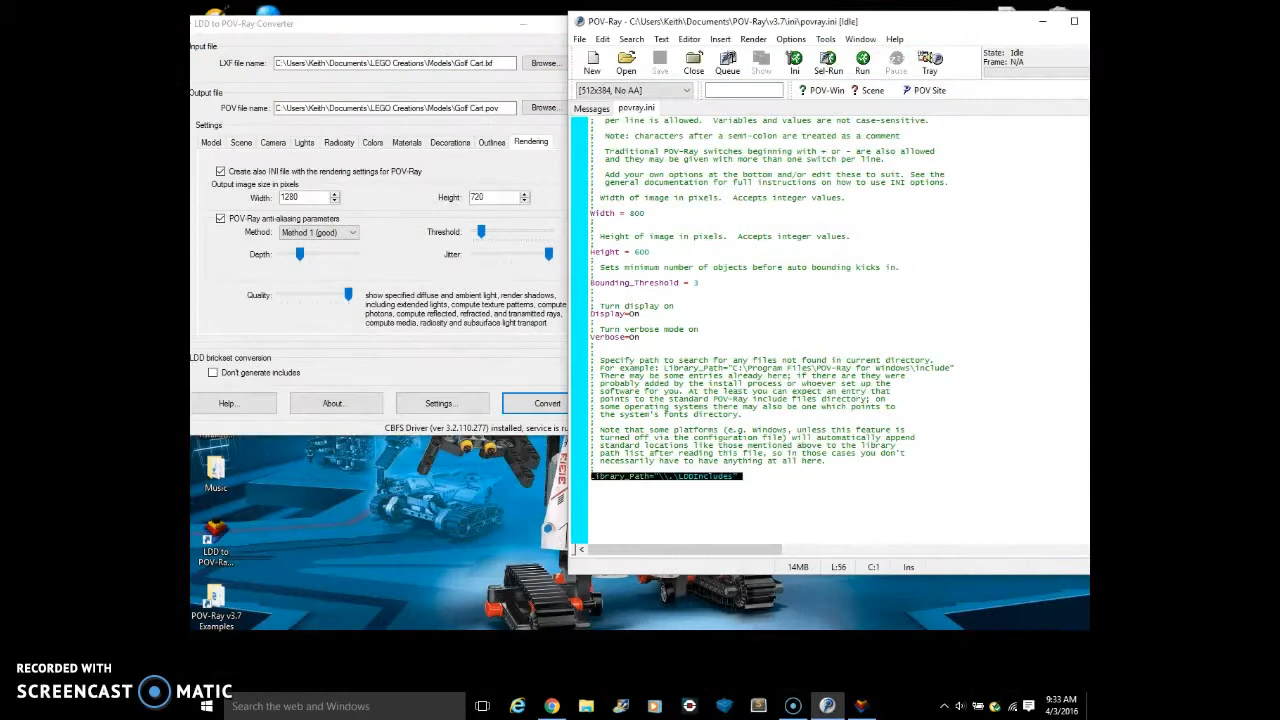 LDD to POV-Ray Converter
Input file
LXF file name: C:\Users\Keith\Documents\LEGO Creations\Models\Golf Cart.lxf Browse...
Output file
POV file name: C:\Users\Keith\Documents\LEGO Creations\Models\Golf Cart.pov Browse...
Settings
Model Scene Camera Lights Radiosity Colors Materials Decorations Outlines Rendering
Create also INI file with the rendering settings for POV-Ray
Output image size in pixels
Width: 1280 Height: 720
POV-Ray anti-aliasing parameters
Method: Method 1 (good) Threshold:
Depth: Jitter:
Quality: show specified diffuse and ambient light, render shadows,
including extended lights, compute texture patterns, compute
photons, compute reflected, refracted, and transmitted rays,
compute media, radiosity and subsurface light transport
LDD brickset conversion
Don't generate includes
Help... About... Settings... Convert
CBFS Driver (ver 3.2.110.277) installed, service is ru
POV-Ray - C:\Users\Keith\Documents\POV-Ray\v3.7\ini\povray.ini [Idle]
File Edit Search Text Editor Insert Render Options Tools Window Help
New Open Save Close Queue Show Ini Sel-Run Run Pause Tray
State: Idle
Frame: N/A
[512x384, No AA] ? POV-Win ? Scene POV Site
Messages povray.ini
; per line is allowed. Variables and values are not case-sensitive.
;
; Note: characters after a semi-colon are treated as a comment
;
; Traditional POV-Ray switches beginning with + or - are also allowed
; and they may be given with more than one switch per line.
;
; Add your own options at the bottom and/or edit these to suit. See the
; general documentation for full instructions on how to use INI options.
;
; Width of image in pixels. Accepts integer values.
;
Width = 800
;
;
; Height of image in pixels. Accepts integer values.
;
Height = 600
;
; Sets minimum number of objects before auto bounding kicks in.
;
Bounding_Threshold = 3
;
;
; Turn display on
Display=On
;
; Turn verbose mode on
Verbose=On
;
;
; Specify path to search for any files not found in current directory.
; For example: Library_Path="C:\Program Files\POV-Ray for Windows\include"
; There may be some entries already here; if there are they were
; probably added by the install process or whoever set up the
; software for you. At the least you can expect an entry that
; points to the standard POV-Ray include files directory; on
; some operating systems there may also be one which points to
; the system's fonts directory.
;
; Note that some platforms (e.g. Windows, unless this feature is
; turned off via the configuration file) will automatically append
; standard locations like those mentioned above to the library
; path list after reading this file, so in those cases you don't
; necessarily have to have anything at all here.
;
Library_Path="\\.\LDDIncludes"
14MB L:56 C:1 Ins
Music
LDD to
POV-Ra...
POV-Ray v3.7
Examples
RECORDED WITH
SCREENCAST MATIC
Search the web and Windows
9:33 AM
4/3/2016